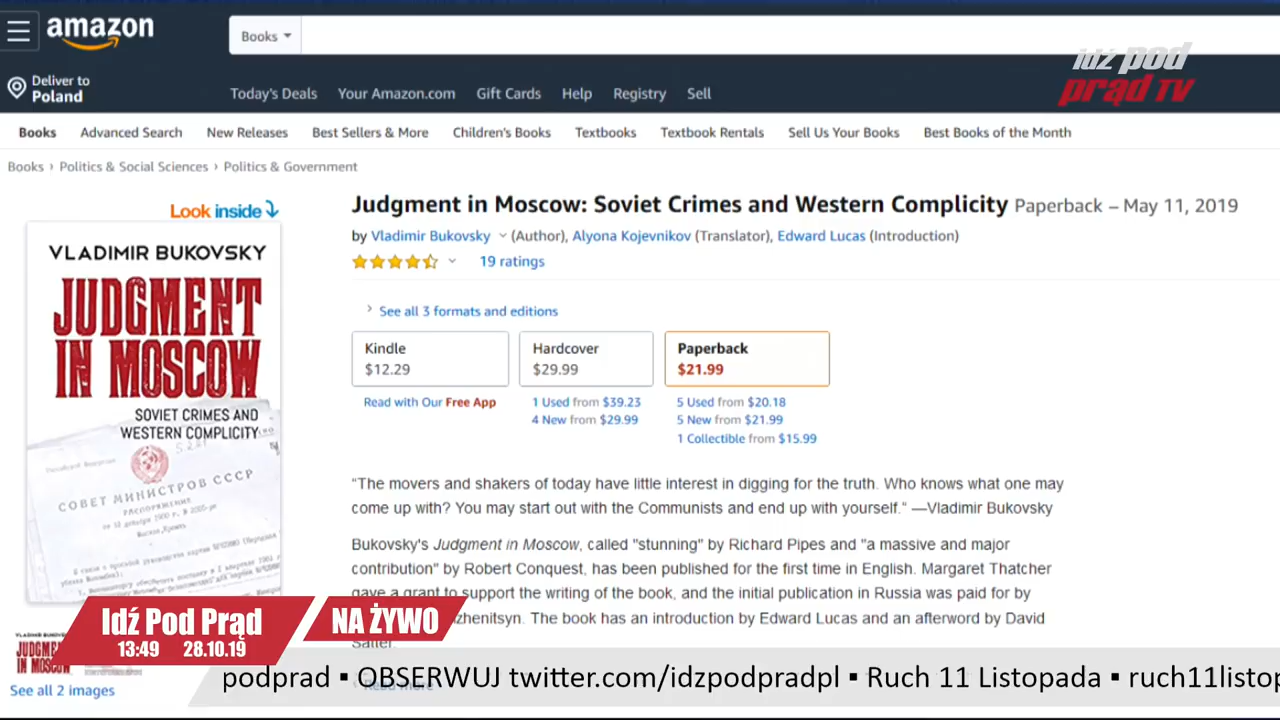 amazon
Books
idź pod
prąd TV
Deliver to
Poland
Today's Deals Your Amazon.com Gift Cards Help Registry Sell
Books Advanced Search New Releases Best Sellers & More Children's Books Textbooks Textbook Rentals Sell Us Your Books Best Books of the Month
Books › Politics & Social Sciences › Politics & Government
Look inside
VLADIMIR BUKOVSKY
JUDGMENT
IN MOSCOW
SOVIET CRIMES AND
WESTERN COMPLICITY
СОВЕТ МИНИСТРОВ СССР
РАСПОРЯЖЕНИЕ
Judgment in Moscow: Soviet Crimes and Western Complicity Paperback – May 11, 2019
by Vladimir Bukovsky (Author), Alyona Kojevnikov (Translator), Edward Lucas (Introduction)
19 ratings
› See all 3 formats and editions
Kindle
$12.29
Read with Our Free App
Hardcover
$29.99
1 Used from $39.23
4 New from $29.99
Paperback
$21.99
5 Used from $20.18
5 New from $21.99
1 Collectible from $15.99
“The movers and shakers of today have little interest in digging for the truth. Who knows what one may
come up with? You may start out with the Communists and end up with yourself.” —Vladimir Bukovsky
Bukovsky's Judgment in Moscow, called "stunning" by Richard Pipes and "a massive and major
contribution" by Robert Conquest, has been published for the first time in English. Margaret Thatcher
gave a grant to support the writing of the book, and the initial publication in Russia was paid for by
zhenitsyn. The book has an introduction by Edward Lucas and an afterword by David
Satter.
Read more
See all 2 images
Idź Pod Prąd
13:49 28.10.19
NA ŻYWO
podprad ▪ OBSERWUJ twitter.com/idzpodpradpl ▪ Ruch 11 Listopada ▪ ruch11listop